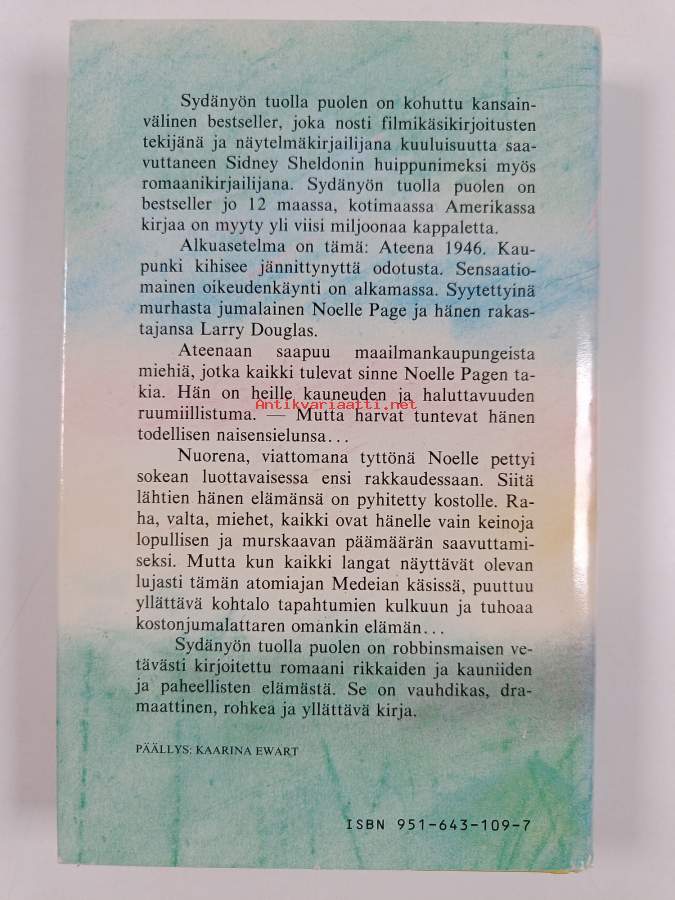 Sydänyön tuolla puolen on kohuttu kansain-
välinen bestseller, joka nosti filmikäsikirjoitusten
tekijänä ja näytelmäkirjailijana kuuluisuutta saa-
vuttaneen Sidney Sheldonin huippunimeksi myös
romaanikirjailijana. Sydänyön tuolla puolen on
bestseller jo 12 maassa, kotimaassa Amerikassa
kirjaa on myyty yli viisi miljoonaa kappaletta.
Alkuasetelma on tämä: Ateena 1946. Kau-
punki kihisee jännittynyttä odotusta. Sensaatio-
mainen oikeudenkäynti on alkamassa. Syytettyinä
murhasta jumalainen Noelle Page ja hänen rakas-
tajansa Larry Douglas.
Ateenaan saapuu maailmankaupungeista
miehiä, jotka kaikki tulevat sinne Noelle Pagen ta-
kia. Hän on heille kauneuden ja haluttavuuden
Antikvariaatti.net
ruumiillistuma. — Mutta harvat tuntevat hänen
todellisen naisensielunsa...
Nuorena, viattomana tyttönä Noelle pettyi
sokean luottavaisessa ensi rakkaudessaan. Siitä
lähtien hänen elämänsä on pyhitetty kostolle. Ra-
ha, valta, miehet, kaikki ovat hänelle vain keinoja
lopullisen ja murskaavan päämäärän saavuttami-
seksi. Mutta kun kaikki langat näyttävät olevan
lujasti tämän atomiajan Medeian käsissä, puuttuu
yllättävä kohtalo tapahtumien kulkuun ja tuhoaa
kostonjumalattaren omankin elämän...
Sydänyön tuolla puolen on robbinsmaisen ve-
tävästi kirjoitettu romaani rikkaiden ja kauniiden
ja paheellisten elämästä. Se on vauhdikas, dra-
maattinen, rohkea ja yllättävä kirja.
PÄÄLLYS: KAARINA EWART
ISBN 951-643-109-7